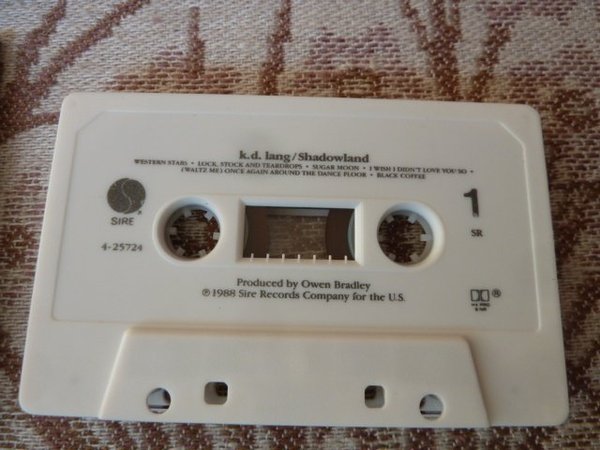 k.d. lang/Shadowland
WESTERN STARS • LOCK, STOCK AND TEARDROPS • SUGAR MOON • I WISH I DIDN'T LOVE YOU SO •
(WALTZ ME) ONCE AGAIN AROUND THE DANCE FLOOR • BLACK COFFEE
SIRE
1
SR
4-25724
Produced by Owen Bradley
℗ 1988 Sire Records Company for the U.S.
®